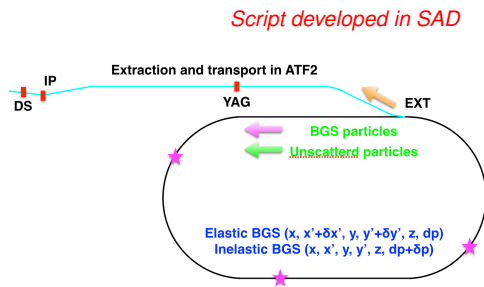 Script developed in SAD
Extraction and transport in ATF2
IP
DS
YAG
EXT
BGS particles
Unscatterd particles
Elastic BGS (x, x'+δx', y, y'+δy', z, dp)
Inelastic BGS (x, x', y, y', z, dp+δp)